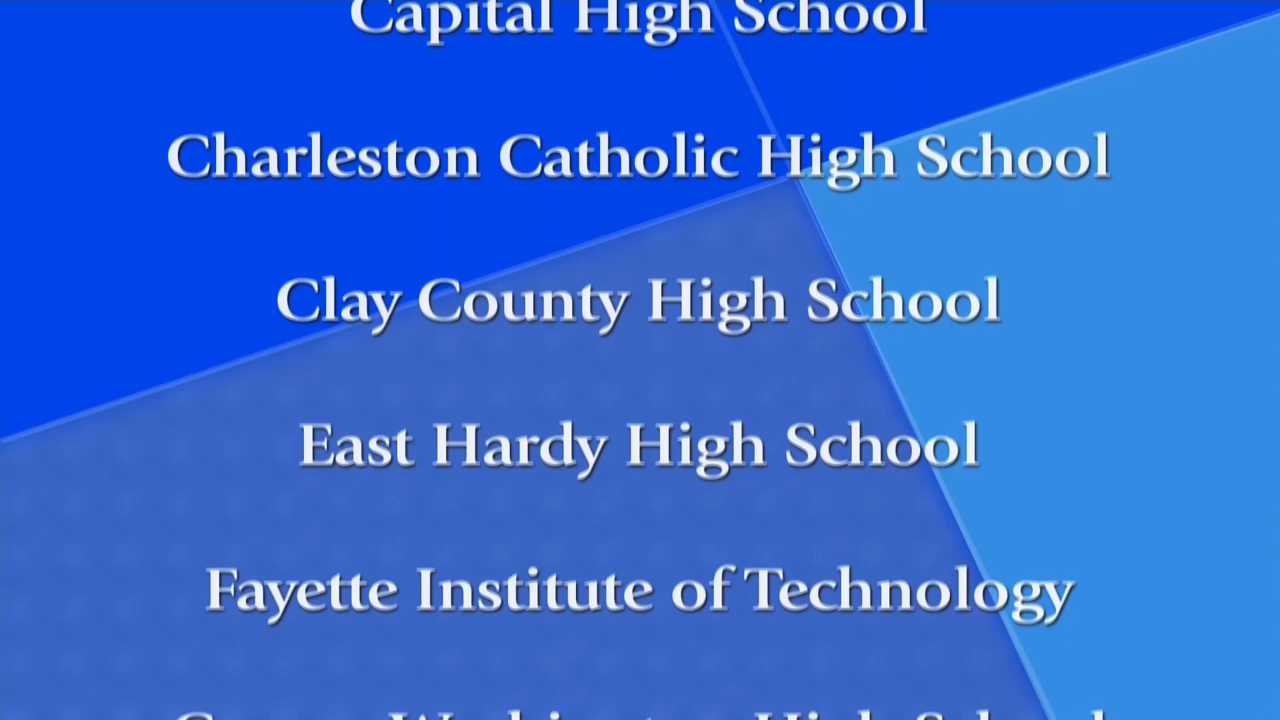 Capital High School
Charleston Catholic High School
Clay County High School
East Hardy High School
Fayette Institute of Technology